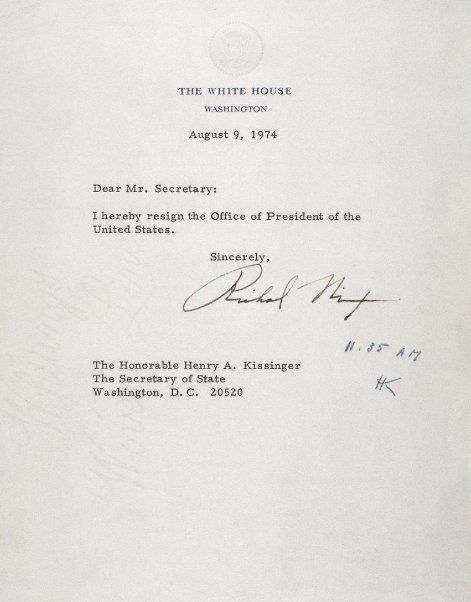 THE WHITE HOUSE
WASHINGTON
August 9, 1974
Dear Mr. Secretary:
I hereby resign the Office of President of the
United States.
Sincerely,
Richard Nixon
11.35 AM
HK
The Honorable Henry A. Kissinger
The Secretary of State
Washington, D. C. 20520